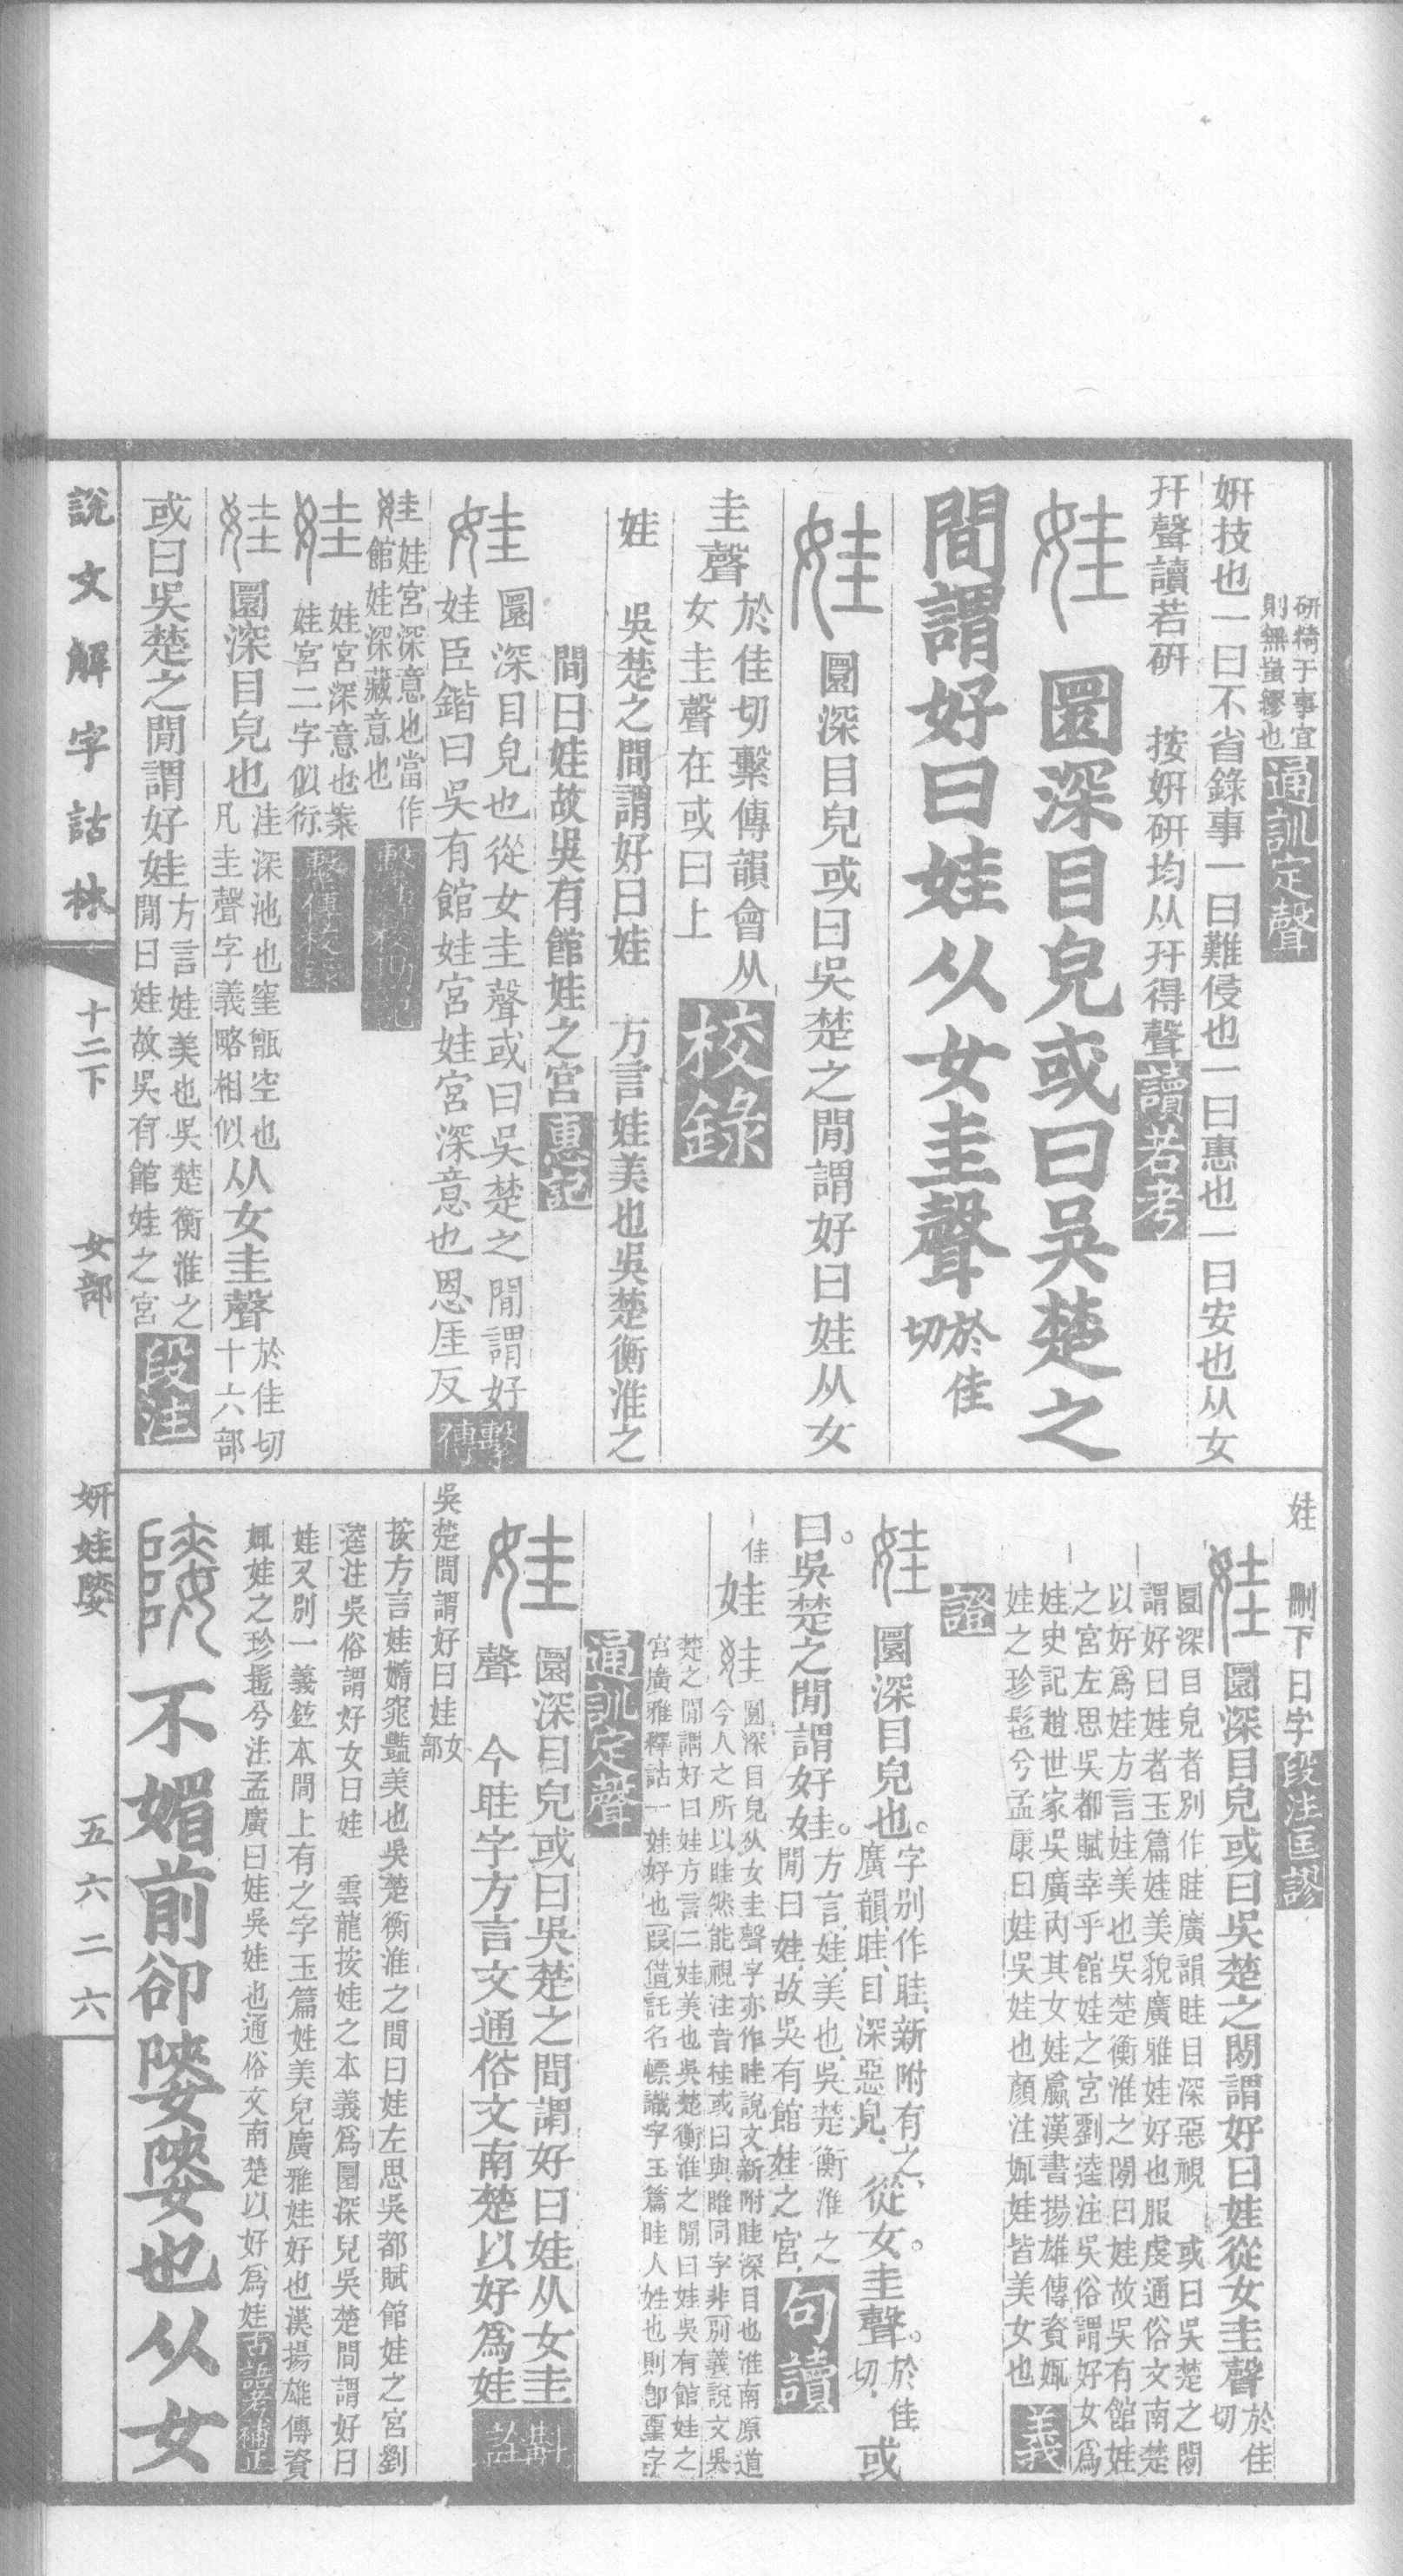 研精于事宜
則無蚩繆也
通訓定聲
妍技也一曰不省錄事一曰難侵也一曰惠也一曰安也从女
幵聲讀若研　按妍研均从幵得聲讀若考
娃　圜深目皃或曰吳楚之
間謂好曰娃从女圭聲
於佳
切
娃　圜深目皃或曰吳楚之閒謂好曰娃从女
圭聲
於佳切繫傳韻會从
女圭聲在或曰上
校錄
娃　吳楚之間謂好曰娃　方言娃美也吳楚衡淮之
間曰娃故吳有館娃之宮惠記
娃
圜深目皃也從女圭聲或曰吳楚之閒謂好
娃臣鍇曰吳有館娃宮娃宮深意也恩厓反
繫傳
娃
娃宮深意也當作
館娃深藏意也
娃
娃宮深意也案
娃宮二字似衍
繫傳校錄
娃　圜深目皃也
洼深池也窐甑空也
凡圭聲字義略相似
从女圭聲
於佳切
十六部
或曰吳楚之閒謂好娃
方言娃美也吳楚衡淮之
閒曰娃故吳有館娃之宮
段注
娃　刪下曰字段注匡謬
娃　圜深目皃或曰吳楚之閒謂好曰娃從女圭聲
於佳
切
圜深目皃者別作眭廣韻眭目深惡視　或曰吳楚之閒
謂好曰娃者玉篇娃美貌廣雅娃好也服虔通俗文南楚
以好爲娃方言娃美也吳楚衡淮之閒曰娃故吳有館娃
之宮左思吳都賦幸乎館娃之宮劉逵注吳俗謂好女爲
娃史記趙世家吳廣內其女娃嬴漢書揚雄傳資娵
娃之珍髢兮孟康曰娃吳娃也顏注娵娃皆美女也　義
證
娃　圜深目皃也。
字別作眭、新附有之、
廣韻、眭、目深惡皃、
從女。圭聲。
於佳
切、
或
曰。吳楚之閒謂好娃。
方言、娃、美也、吳楚衡淮之
閒曰娃、故吳有館娃之宮、
句讀
佳
娃　娃
圜深目皃从女圭聲字亦作眭說文新附眭深目也淮南原道
今人之所以眭然能視注音桂或曰與睢同字非別義說文吳
楚之閒謂好曰娃方言二娃美也吳楚衡淮之閒曰娃吳有館娃之
宮廣雅釋詁一娃好也叚借託名幖識字玉篇眭人姓也則卽
通訓定聲
娃
圜深目皃或曰吳楚之間謂好曰娃从女圭
聲　今眭字方言文通俗文南楚以好爲娃
斠詮
吳楚間謂好曰娃女部
按方言娃媠窕豔美也吳楚衡淮之間曰娃左思吳都賦館娃之宮劉
逵注吳俗謂好女曰娃　雲龍按娃之本義爲圜深皃吳楚間謂好曰
娃又別一義鉉本間上有之字玉篇娃美皃廣雅娃好也漢揚雄傳資
娵娃之珍髢兮注孟康曰娃吳娃也通俗文南楚以好爲娃古語考補正
不媚前卻䁆䁆也从女
說文解字詁林　十二下　女部　妍娃　五六二六